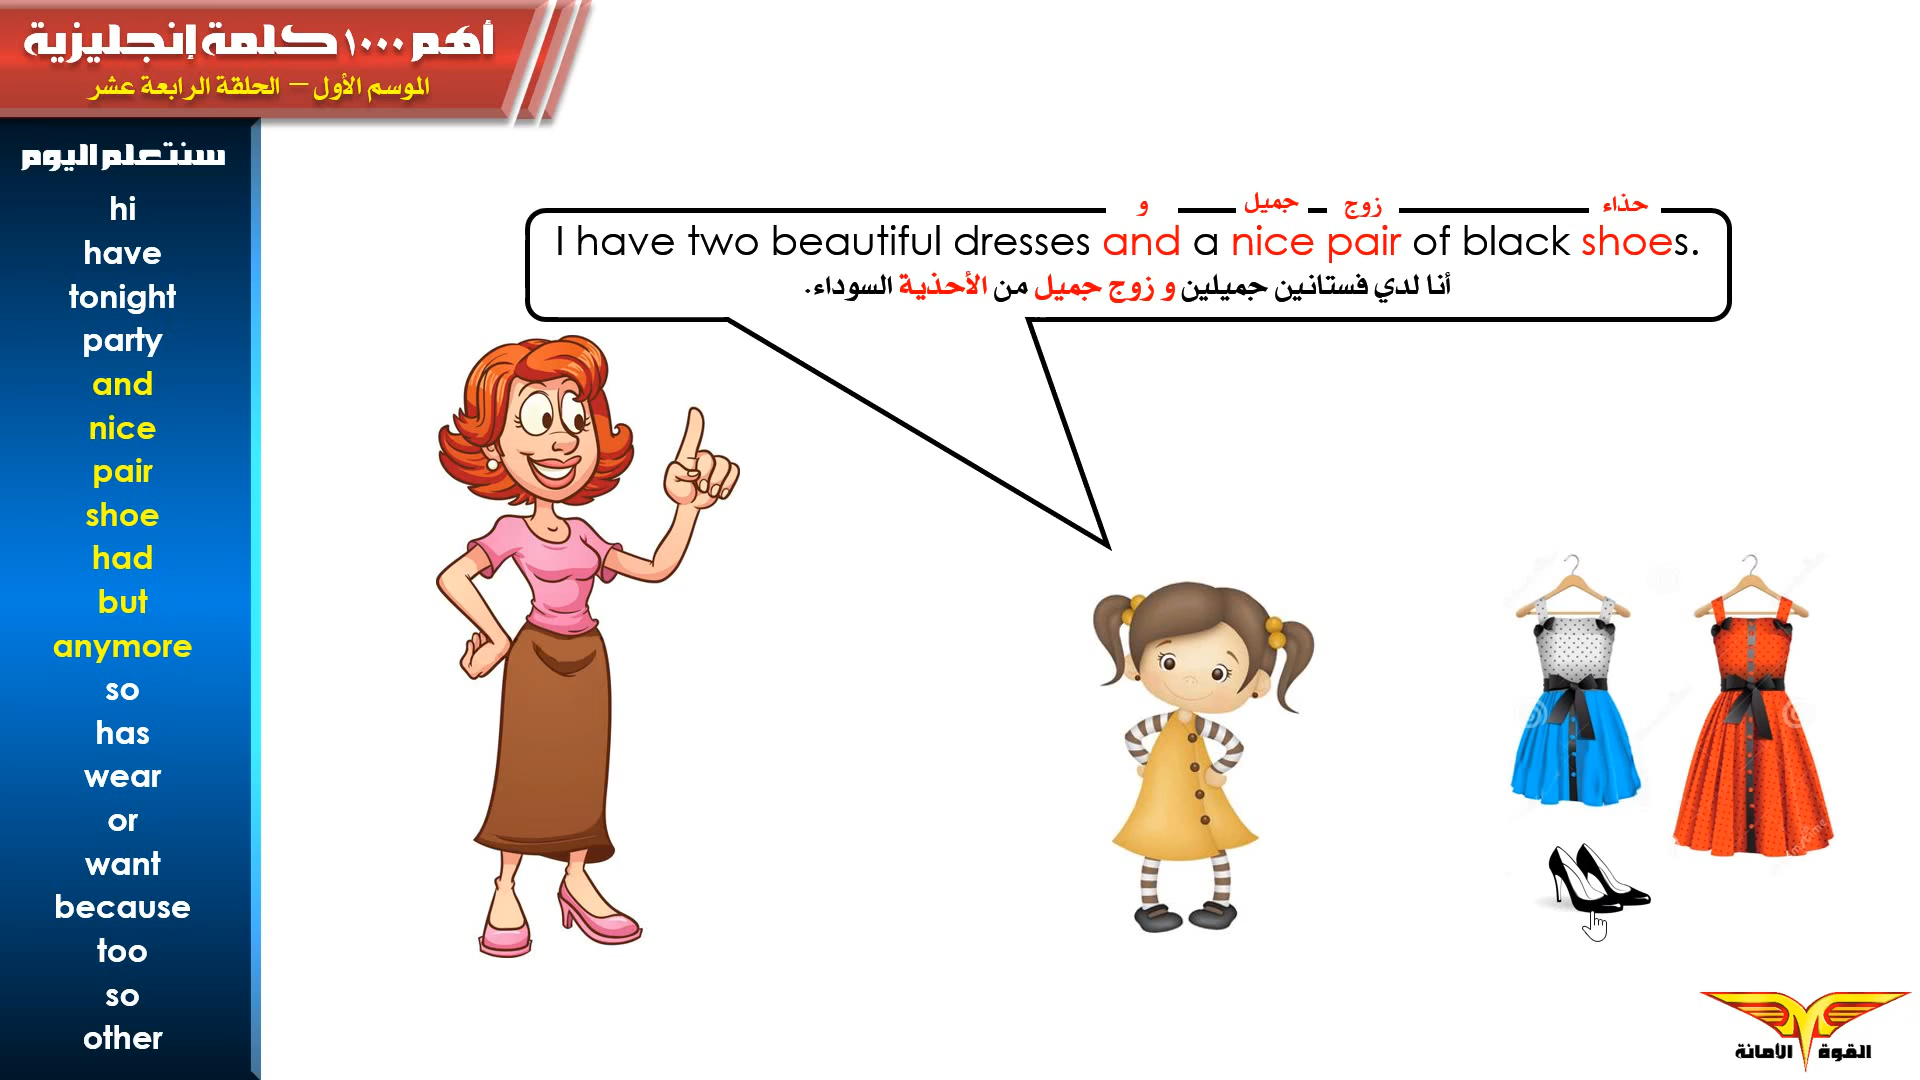 أهم ١٠٠٠ كلمة إنجليزية
الموسم الأول – الحلقة الرابعة عشر
سنتعلم اليوم
hi
have
tonight
party
and
nice
pair
shoe
had
but
anymore
so
has
wear
or
want
because
too
so
other
و جميل زوج حذاء
I have two beautiful dresses and a nice pair of black shoes.
أنا لدي فستانين جميلين و زوج جميل من الأحذية السوداء.
القوة الأمانة